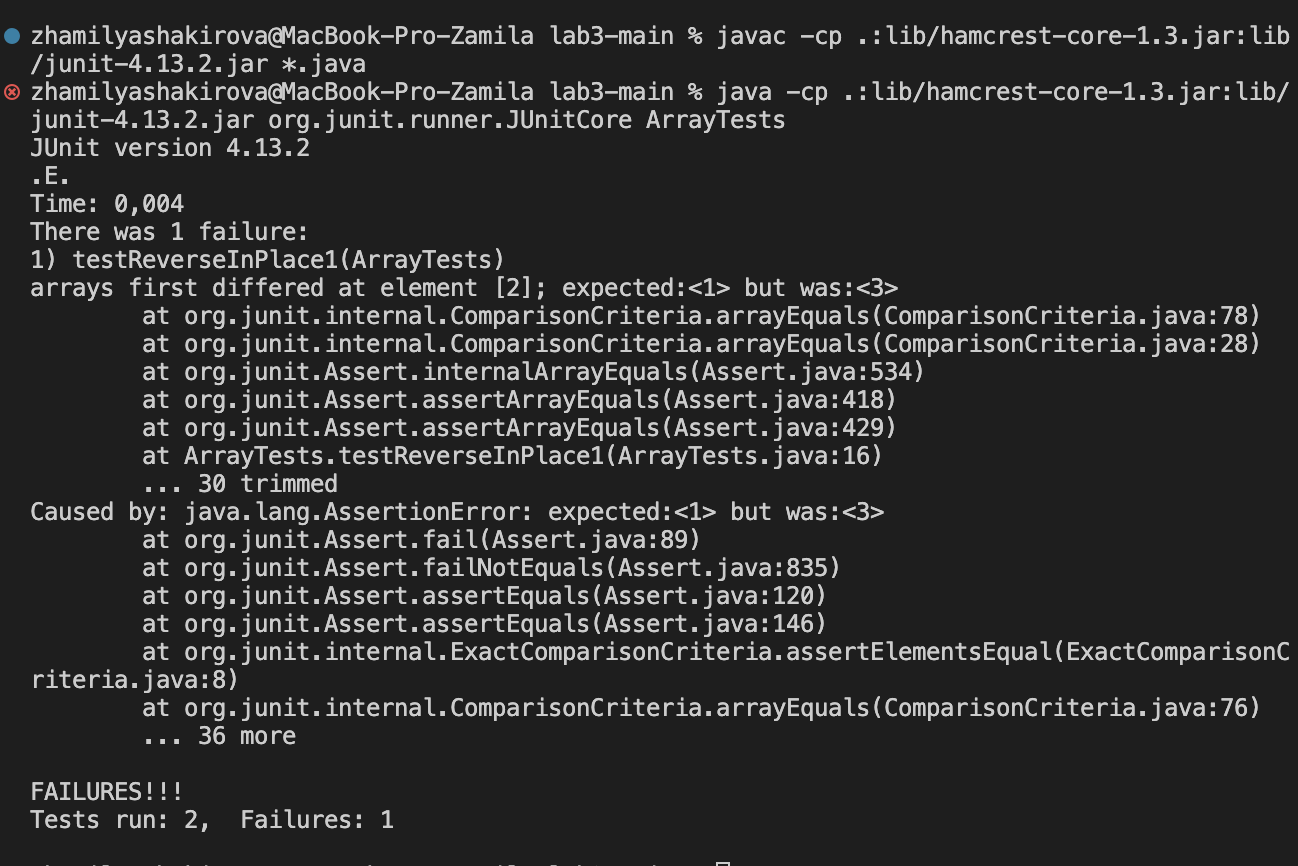 zhamilyashakirova@MacBook-Pro-Zamila lab3-main % javac -cp .:lib/hamcrest-core-1.3.jar:lib
/junit-4.13.2.jar *.java
zhamilyashakirova@MacBook-Pro-Zamila lab3-main % java -cp .:lib/hamcrest-core-1.3.jar:lib/
junit-4.13.2.jar org.junit.runner.JUnitCore ArrayTests
JUnit version 4.13.2
.E.
Time: 0,004
There was 1 failure:
1) testReverseInPlace1(ArrayTests)
arrays first differed at element [2]; expected:<1> but was:<3>
        at org.junit.internal.ComparisonCriteria.arrayEquals(ComparisonCriteria.java:78)
        at org.junit.internal.ComparisonCriteria.arrayEquals(ComparisonCriteria.java:28)
        at org.junit.Assert.internalArrayEquals(Assert.java:534)
        at org.junit.Assert.assertArrayEquals(Assert.java:418)
        at org.junit.Assert.assertArrayEquals(Assert.java:429)
        at ArrayTests.testReverseInPlace1(ArrayTests.java:16)
        ... 30 trimmed
Caused by: java.lang.AssertionError: expected:<1> but was:<3>
        at org.junit.Assert.fail(Assert.java:89)
        at org.junit.Assert.failNotEquals(Assert.java:835)
        at org.junit.Assert.assertEquals(Assert.java:120)
        at org.junit.Assert.assertEquals(Assert.java:146)
        at org.junit.internal.ExactComparisonCriteria.assertElementsEqual(ExactComparisonC
riteria.java:8)
        at org.junit.internal.ComparisonCriteria.arrayEquals(ComparisonCriteria.java:76)
        ... 36 more
FAILURES!!!
Tests run: 2,  Failures: 1